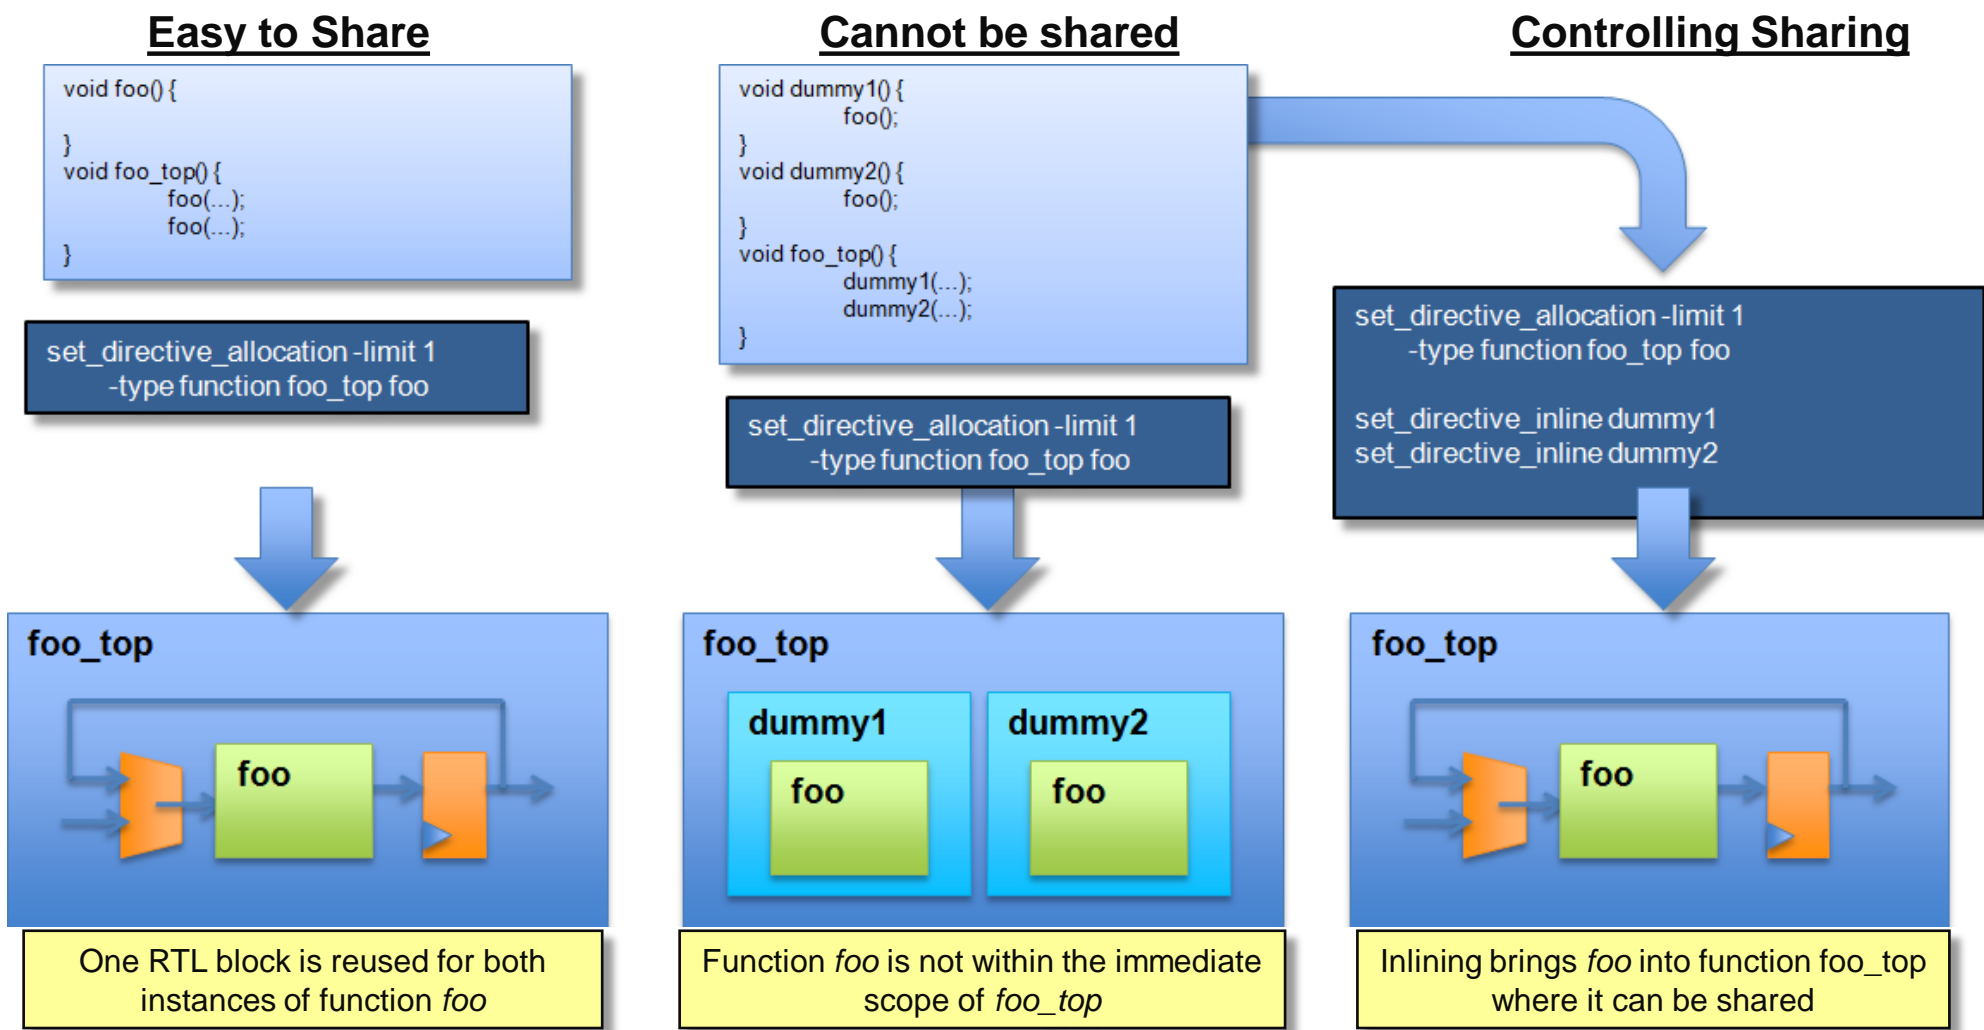 Easy to Share
void foo() {
}
void foo_top() {
foo(...);
foo(...);
}
set_directive_allocation -limit 1
-type function foo_top foo
foo_top
foo
One RTL block is reused for both
instances of function foo
Cannot be shared
void dummy1() {
foo();
}
void dummy2() {
foo();
}
void foo_top() {
dummy1(...);
dummy2(...);
}
set_directive_allocation -limit 1
-type function foo_top foo
foo_top
dummy1
foo
dummy2
foo
Function foo is not within the immediate
scope of foo_top
Controlling Sharing
set_directive_allocation -limit 1
-type function foo_top foo
set_directive_inline dummy1
set_directive_inline dummy2
foo_top
foo
Inlining brings foo into function foo_top
where it can be shared